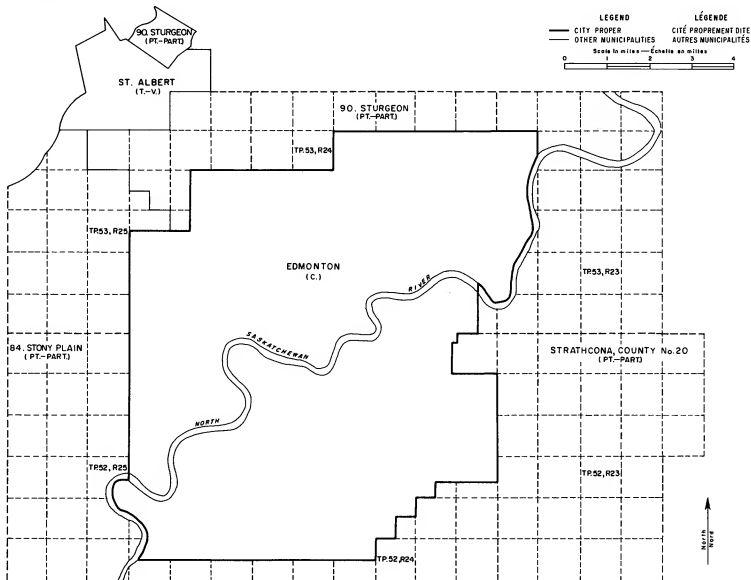 90. STURGEON
(PT.-PART.)
LEGEND
CITY PROPER
OTHER MUNICIPALITIES
LÉGENDE
CITÉ PROPREMENT DITE
AUTRES MUNICIPALITÉS
Scale in miles — Échelle en milles
0 1 2 3 4
ST. ALBERT
(T.-V.)
90. STURGEON
(PT.-PART.)
TP.53, R24
TP.53, R25
EDMONTON
(C.)
TP.53, R23
RIVER
SASKATCHEWAN
NORTH
84. STONY PLAIN
(PT.-PART.)
STRATHCONA, COUNTY No. 20
(PT.-PART.)
TP.52, R25
TP.52, R23
TP.52, R24
North
Nord